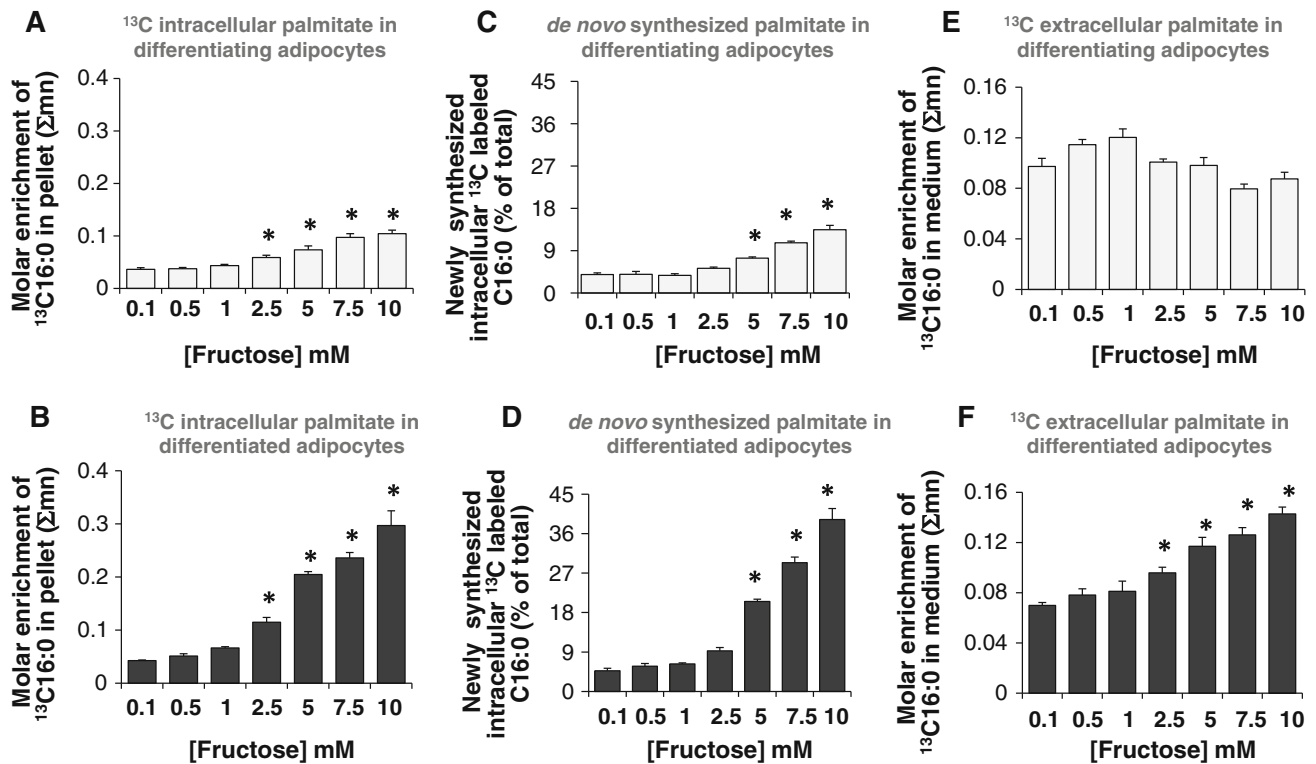 A
¹³C intracellular palmitate in
differentiating adipocytes
Molar enrichment of
¹³C16:0 in pellet (Σmn)
0.4
0.3
0.2
0.1
0
* * * *
0.1 0.5 1 2.5 5 7.5 10
[Fructose] mM
C
de novo synthesized palmitate in
differentiating adipocytes
Newly synthesized
intracellular ¹³C labeled
C16:0 (% of total)
45
36
27
18
9
0
* * *
0.1 0.5 1 2.5 5 7.5 10
[Fructose] mM
E
¹³C extracellular palmitate in
differentiating adipocytes
Molar enrichment of
¹³C16:0 in medium (Σmn)
0.16
0.12
0.08
0.04
0
0.1 0.5 1 2.5 5 7.5 10
[Fructose] mM
B
¹³C intracellular palmitate in
differentiated adipocytes
Molar enrichment of
¹³C16:0 in pellet (Σmn)
0.4
0.3
0.2
0.1
0
* * * *
0.1 0.5 1 2.5 5 7.5 10
[Fructose] mM
D
de novo synthesized palmitate in
differentiated adipocytes
Newly synthesized
intracellular ¹³C labeled
C16:0 (% of total)
45
36
27
18
9
0
* * *
0.1 0.5 1 2.5 5 7.5 10
[Fructose] mM
F
¹³C extracellular palmitate in
differentiated adipocytes
Molar enrichment of
¹³C16:0 in medium (Σmn)
0.16
0.12
0.08
0.04
0
* * * *
0.1 0.5 1 2.5 5 7.5 10
[Fructose] mM